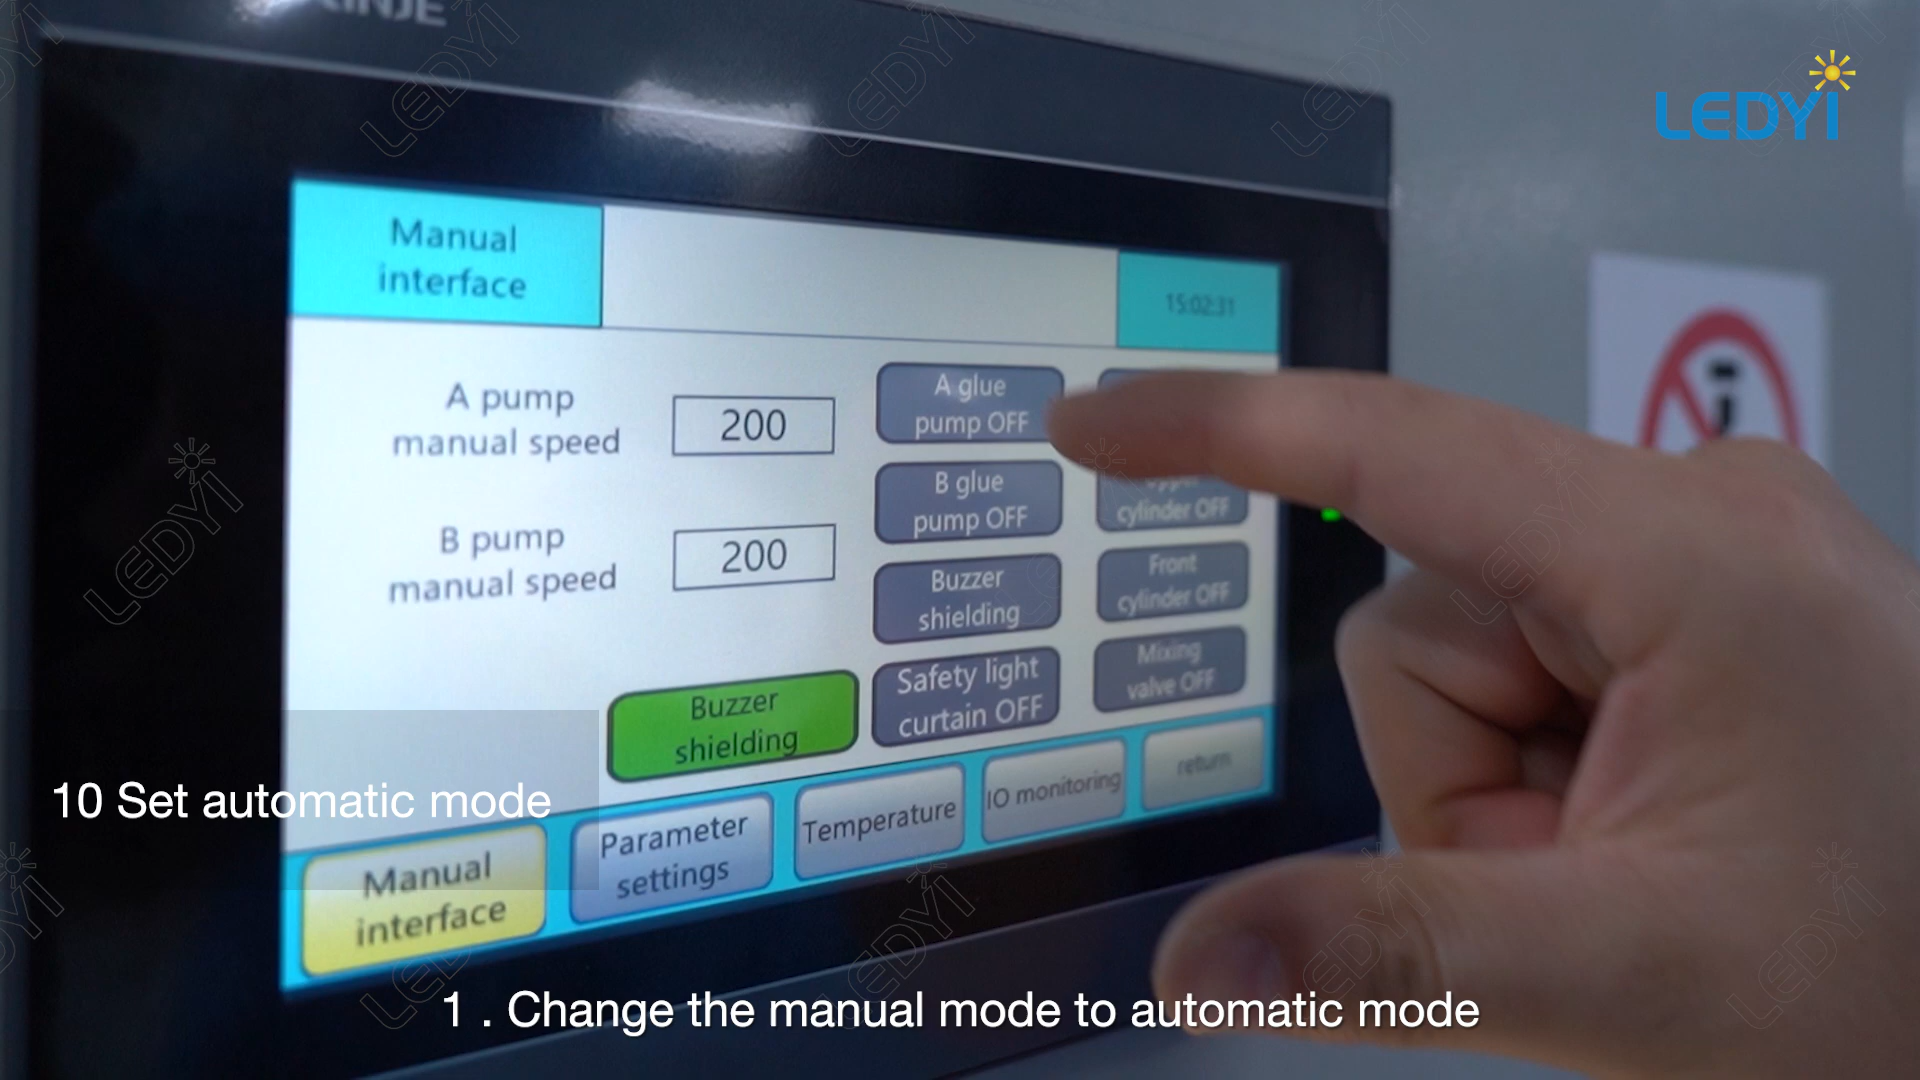 LEDYI
Manual
interface
15:02:31
A pump
manual speed
200
A glue
pump OFF
B glue
pump OFF
cylinder OFF
B pump
manual speed
200
Buzzer
shielding
Front
cylinder OFF
Buzzer
shielding
Safety light
curtain OFF
Mixing
valve OFF
10 Set automatic mode
Manual
interface
Parameter
settings
Temperature
IO monitoring
return
1 . Change the manual mode to automatic mode